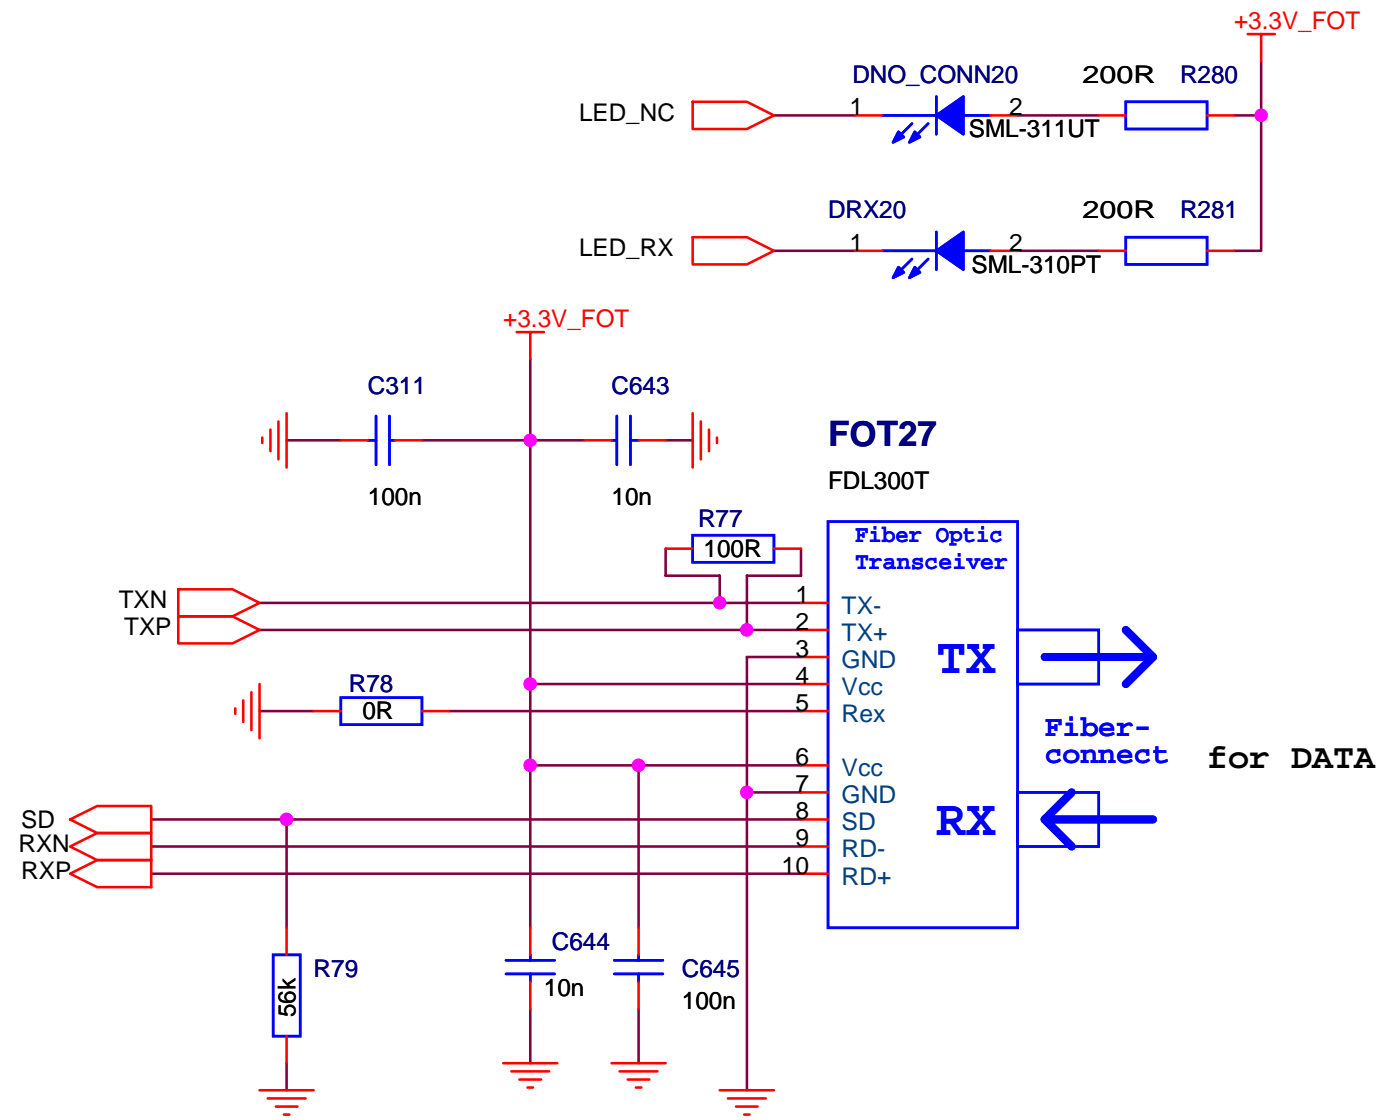 +3.3V_FOT
DNO_CONN20 200R R280
LED_NC 1 2
SML-311UT
DRX20 200R R281
LED_RX 1 2
SML-310PT
+3.3V_FOT
C311 C643
100n 10n
FOT27
FDL300T
R77
100R
Fiber Optic
Transceiver
TXN 1 TX-
TXP 2 TX+
3 GND
TX
4 Vcc
R78
0R
5 Rex
Fiber-
connect
for DATA
6 Vcc
7 GND
SD 8 SD
RX
RXN 9 RD-
RXP 10 RD+
C644
10n
C645
100n
R79
56k